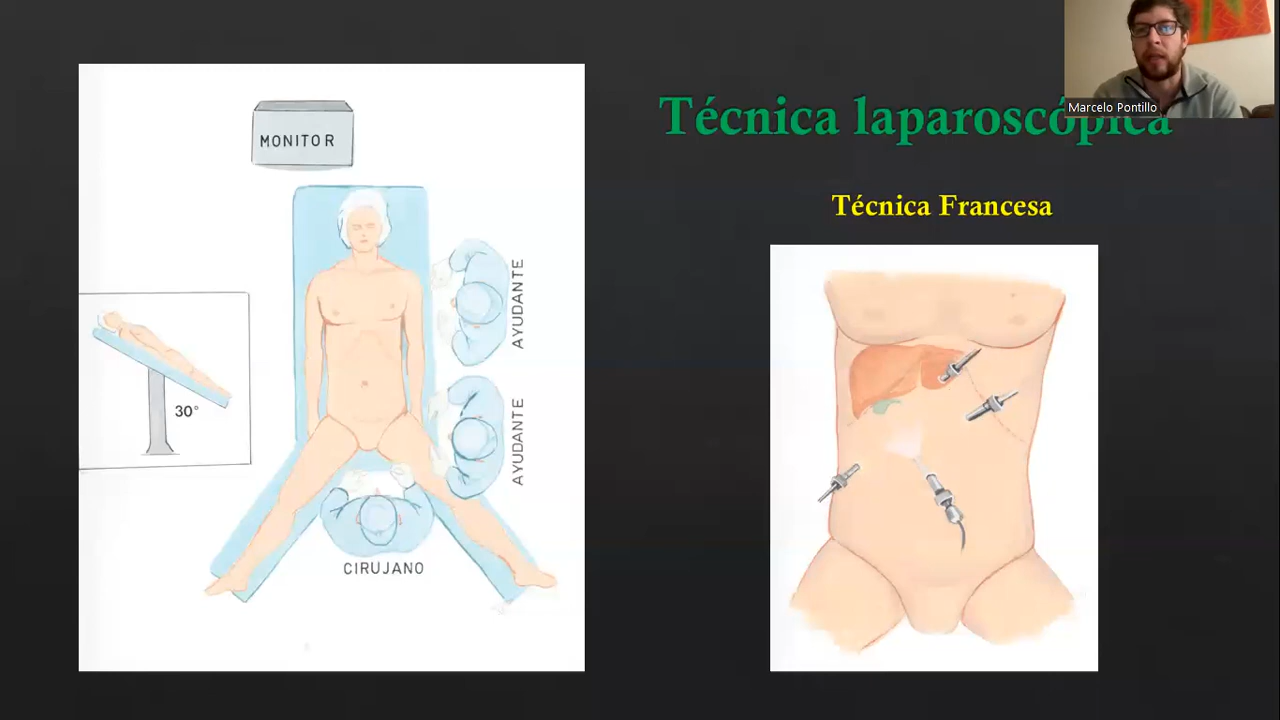 Marcelo Pontillo
Técnica laparoscópica
Técnica Francesa
MONITOR
AYUDANTE
30°
AYUDANTE
CIRUJANO